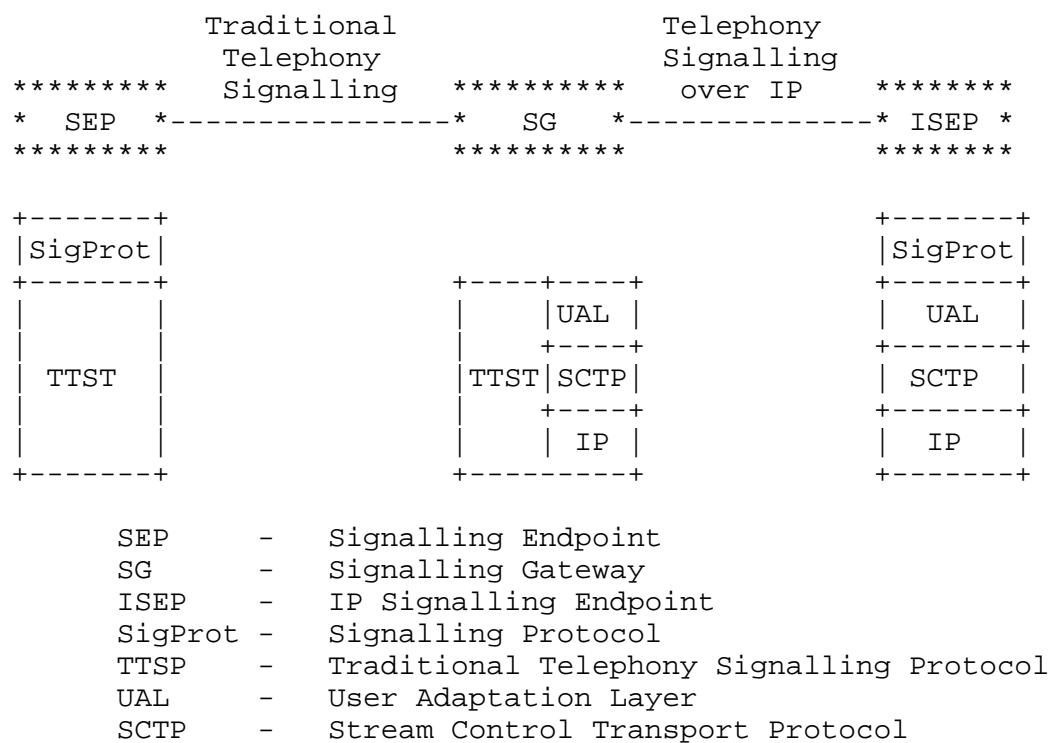 Traditional                 Telephony
             Telephony                  Signalling
*********    Signalling    **********    over IP    ********
*  SEP  *----------------*    SG    *--------------* ISEP *
*********                 **********               ********

+-------+                                          +-------+
|SigProt|                                          |SigProt|
+-------+                 +----+----+              +-------+
|       |                 |    |UAL |              |  UAL  |
|       |                 |    +----+              +-------+
| TTST  |                 |TTST|SCTP|              | SCTP  |
|       |                 |    +----+              +-------+
|       |                 |    | IP |              |  IP   |
+-------+                 +---------+              +-------+

      SEP     -   Signalling Endpoint
      SG      -   Signalling Gateway
      ISEP    -   IP Signalling Endpoint
      SigProt -   Signalling Protocol
      TTSP    -   Traditional Telephony Signalling Protocol
      UAL     -   User Adaptation Layer
      SCTP    -   Stream Control Transport Protocol